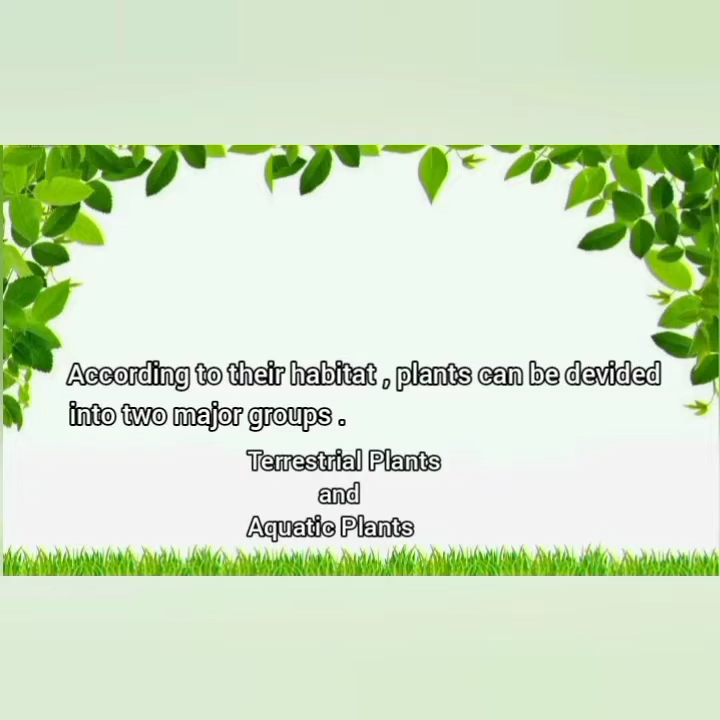 According to their habitat , plants can be devided
into two major groups .
Terrestrial Plants
and
Aquatic Plants